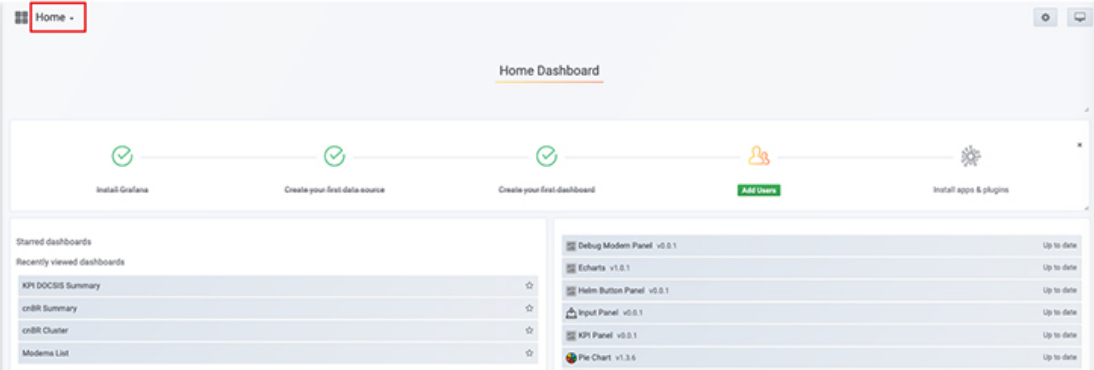 Home
Home Dashboard
Install Grafana
Create your first data source
Create your first dashboard
Add Users
Install apps & plugins
Starred dashboards
Recently viewed dashboards
KPI DOCSIS Summary
cnBR Summary
cnBR Cluster
Modems List
Debug Modem Panel v0.0.1 Up to date
Echarts v1.0.1 Up to date
Helm Button Panel v0.0.1 Up to date
Input Panel v0.0.1 Up to date
KPI Panel v0.0.1 Up to date
Pie Chart v1.3.6 Up to date